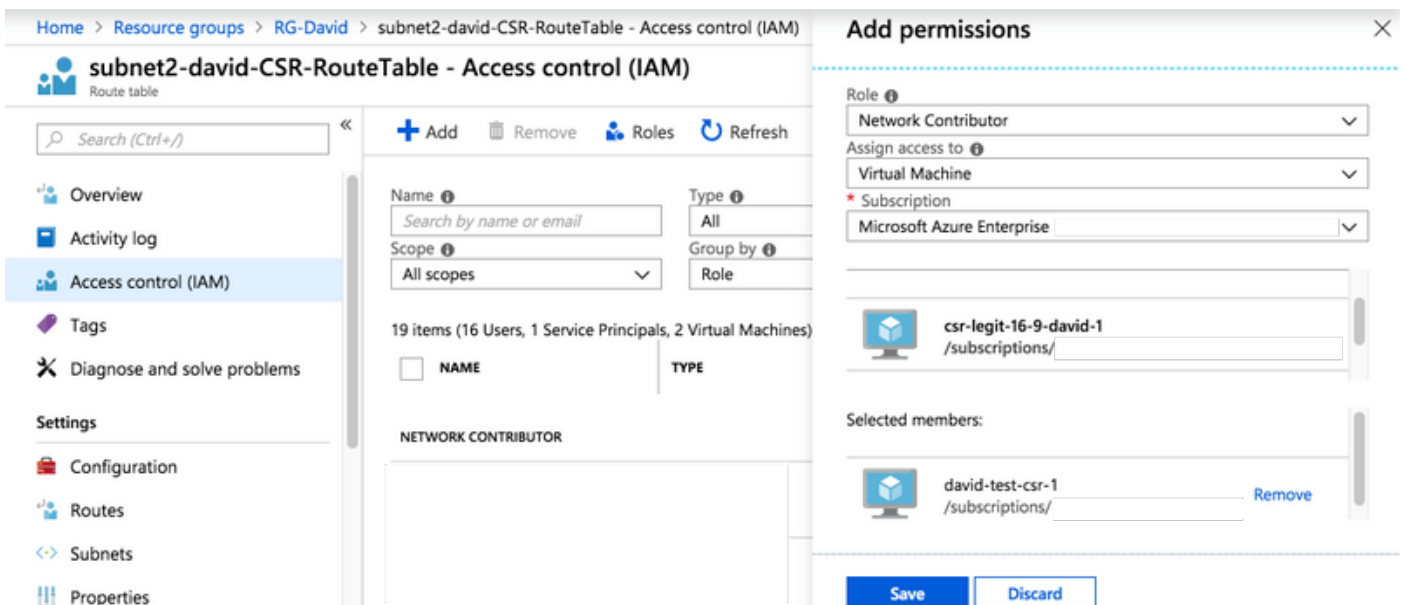 Home > Resource groups > RG-David > subnet2-david-CSR-RouteTable - Access control (IAM)
subnet2-david-CSR-RouteTable - Access control (IAM)
Route table
Search (Ctrl+/)
«
Overview
Activity log
Access control (IAM)
Tags
Diagnose and solve problems
Settings
Configuration
Routes
Subnets
Properties
Add Remove Roles Refresh
Name Type
Search by name or email All
Scope Group by
All scopes Role
19 items (16 Users, 1 Service Principals, 2 Virtual Machines)
NAME TYPE
NETWORK CONTRIBUTOR
Add permissions
Role
Network Contributor
Assign access to
Virtual Machine
* Subscription
Microsoft Azure Enterprise
csr-legit-16-9-david-1
/subscriptions/
Selected members:
david-test-csr-1
/subscriptions/
Remove
Save Discard